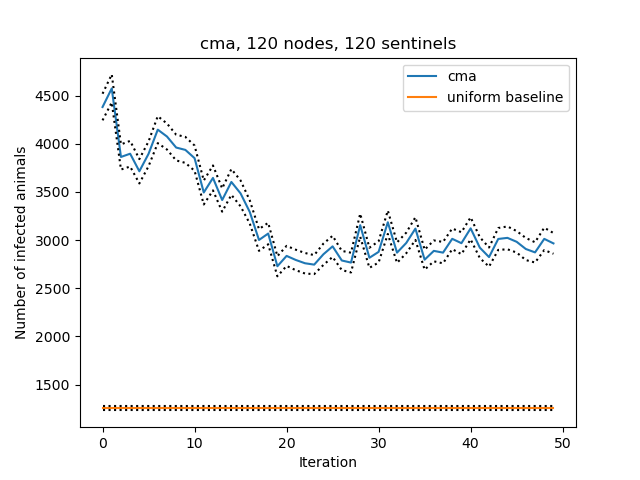 cma, 120 nodes, 120 sentinels
cma
uniform baseline
Number of infected animals
4500
4000
3500
3000
2500
2000
1500
0 10 20 30 40 50
Iteration